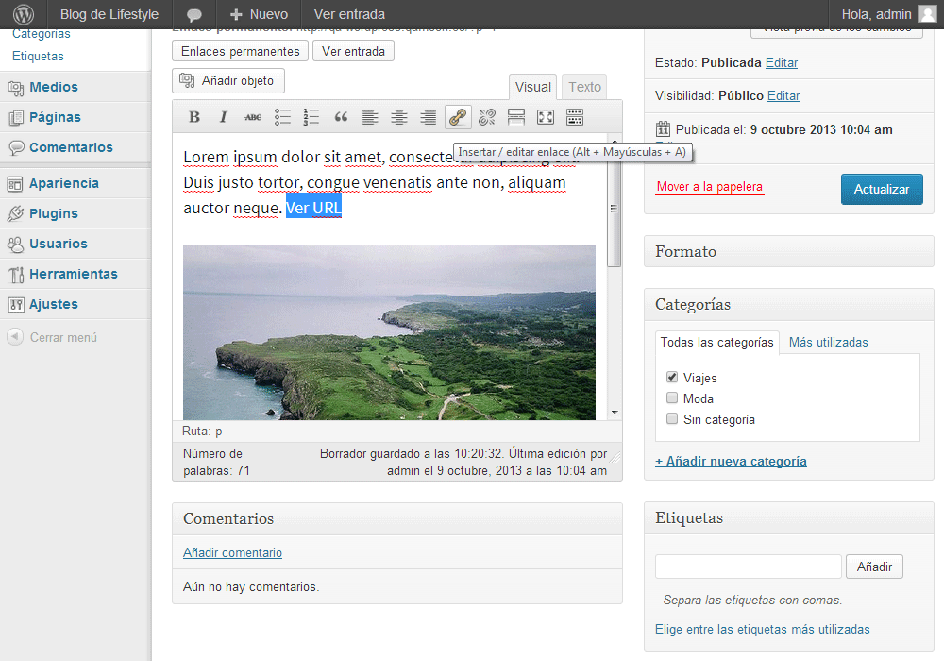 Blog de Lifestyle
Nuevo
Ver entrada
Hola, admin
Categorías
Etiquetas
Medios
Páginas
Comentarios
Apariencia
Plugins
Usuarios
Herramientas
Ajustes
Cerrar menú
Enlaces permanentes
Ver entrada
Añadir objeto
Visual
Texto
B I ABC
Insertar / editar enlace (Alt + Mayúsculas + A)
Lorem ipsum dolor sit amet,
Duis justo tortor, congue venenatis ante non, aliquam
auctor neque. Ver URL
Ruta: p
Número de
palabras: 71
Borrador guardado a las 10:20:32. Última edición por
admin el 9 octubre, 2013 a las 10:04 am
Comentarios
Añadir comentario
Aún no hay comentarios.
Estado: Publicada Editar
Visibilidad: Público Editar
Publicada el: 9 octubre 2013 10:04 am
Mover a la papelera
Actualizar
Formato
Categorías
Todas las categorías
Más utilizadas
Viajes
Moda
Sin categoría
+ Añadir nueva categoría
Etiquetas
Añadir
Separa las etiquetas con comas.
Elige entre las etiquetas más utilizadas